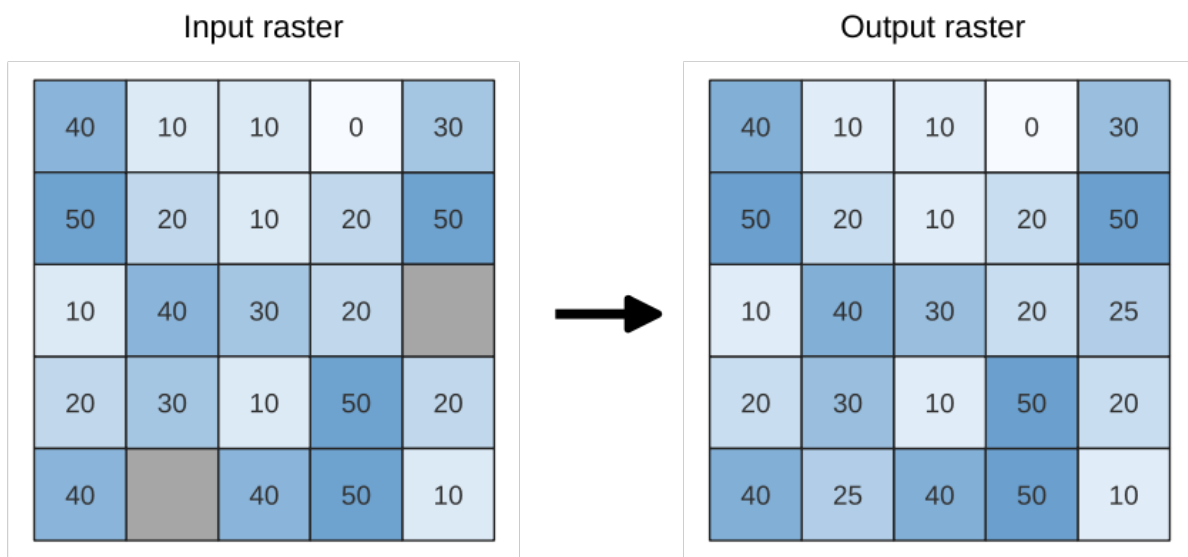 Input raster
Output raster
40 10 10 0 30
50 20 10 20 50
10 40 30 20
20 30 10 50 20
40 40 50 10
40 10 10 0 30
50 20 10 20 50
10 40 30 20 25
20 30 10 50 20
40 25 40 50 10